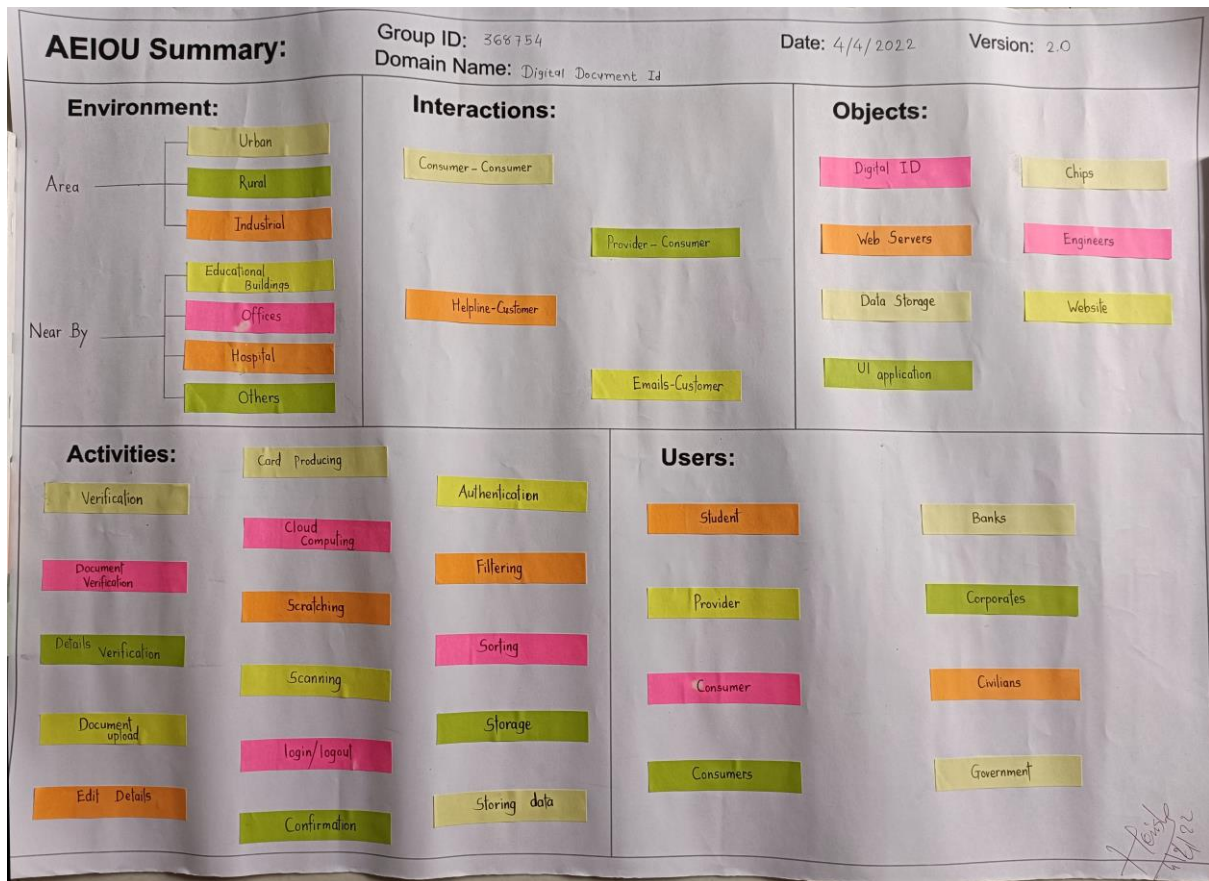 AEIOU Summary:
Group ID: 368754
Domain Name: Digital Document Id
Date: 4/4/2022
Version: 2.0
Environment:
Area
Urban
Rural
Industrial
Near By
Educational
Buildings
Offices
Hospital
Others
Interactions:
Consumer-Consumer
Provider-Consumer
Helpline-Customer
Emails-Customer
Objects:
Digital ID
Chips
Web Servers
Engineers
Data Storage
Website
UI application
Activities:
Verification
Document
Verification
Details Verification
Document
upload
Edit Details
Card Producing
Cloud
Computing
Scratching
Scanning
login/logout
Confirmation
Authentication
Filtering
Sorting
Storage
Storing data
Users:
Student
Provider
Consumer
Consumers
Banks
Corporates
Civilians
Government